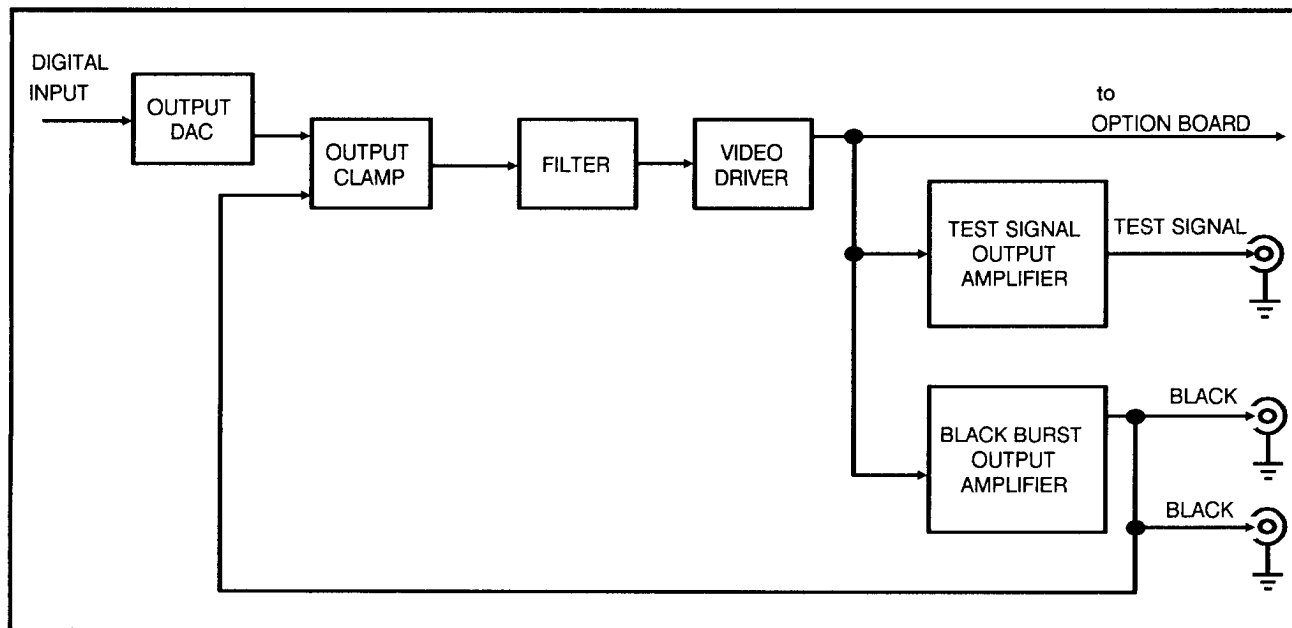 DIGITAL
INPUT
OUTPUT
DAC
OUTPUT
CLAMP
FILTER
VIDEO
DRIVER
to
OPTION BOARD
TEST SIGNAL
OUTPUT
AMPLIFIER
TEST SIGNAL
BLACK BURST
OUTPUT
AMPLIFIER
BLACK
BLACK